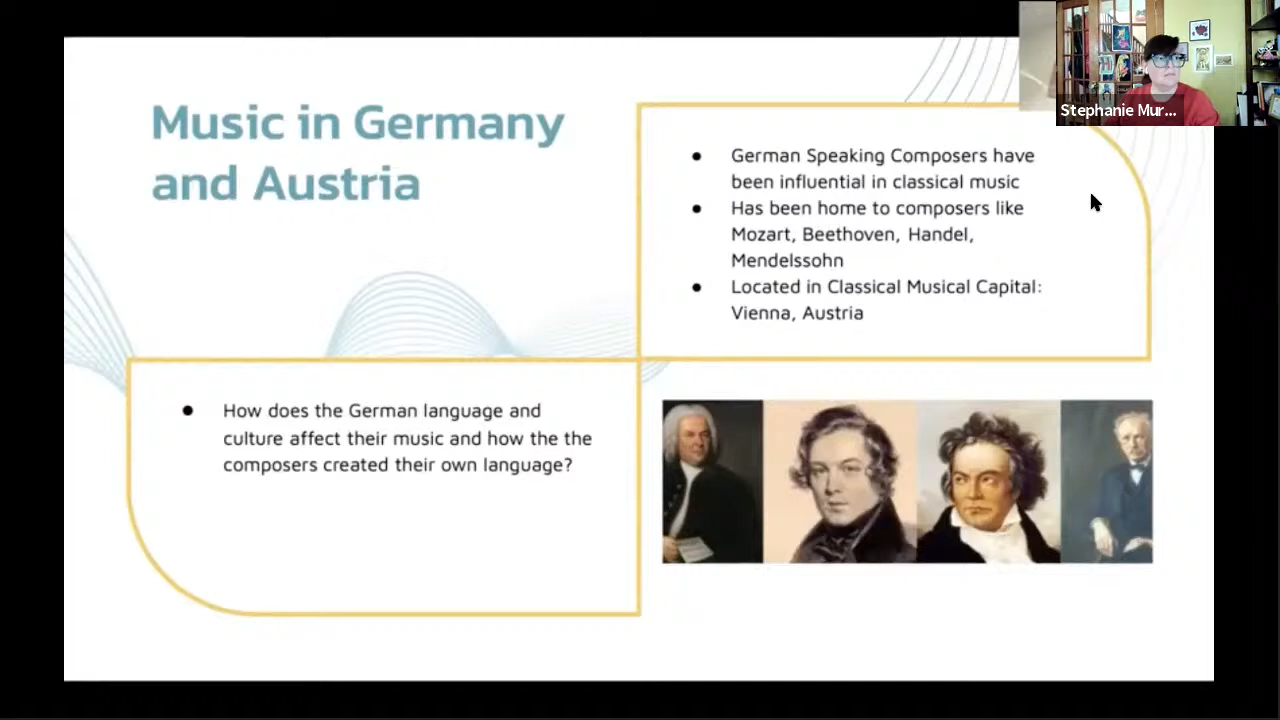 Music in Germany
and Austria
● German Speaking Composers have
been influential in classical music
● Has been home to composers like
Mozart, Beethoven, Handel,
Mendelssohn
● Located in Classical Musical Capital:
Vienna, Austria
● How does the German language and
culture affect their music and how the the
composers created their own language?
Stephanie Mur...